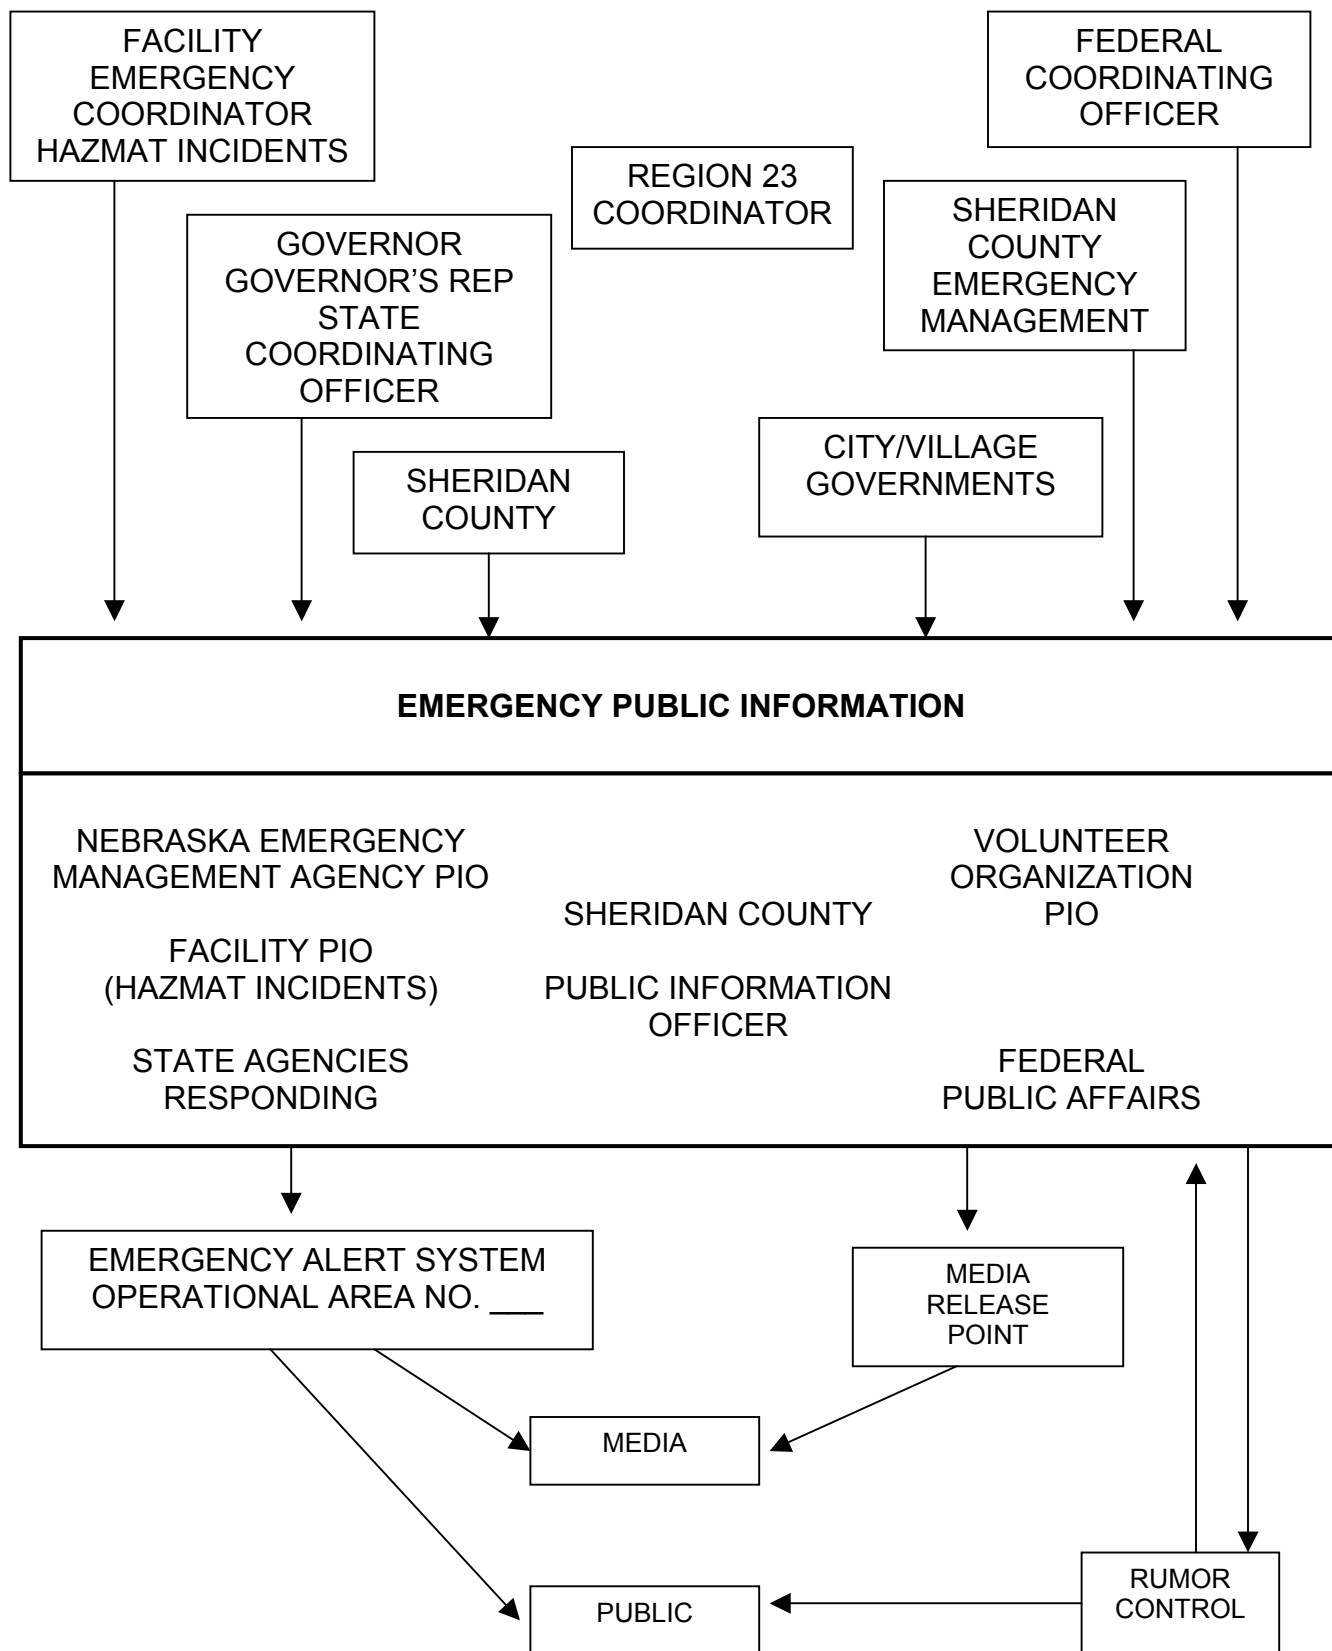 FACILITY
EMERGENCY
COORDINATOR
HAZMAT INCIDENTS
FEDERAL
COORDINATING
OFFICER
REGION 23
COORDINATOR
SHERIDAN
COUNTY
EMERGENCY
MANAGEMENT
GOVERNOR
GOVERNOR’S REP
STATE
COORDINATING
OFFICER
SHERIDAN
COUNTY
CITY/VILLAGE
GOVERNMENTS
EMERGENCY PUBLIC INFORMATION
NEBRASKA EMERGENCY
MANAGEMENT AGENCY PIO
FACILITY PIO
(HAZMAT INCIDENTS)
STATE AGENCIES
RESPONDING
SHERIDAN COUNTY
PUBLIC INFORMATION
OFFICER
VOLUNTEER
ORGANIZATION
PIO
FEDERAL
PUBLIC AFFAIRS
EMERGENCY ALERT SYSTEM
OPERATIONAL AREA NO. ___
MEDIA
RELEASE
POINT
MEDIA
RUMOR
CONTROL
PUBLIC